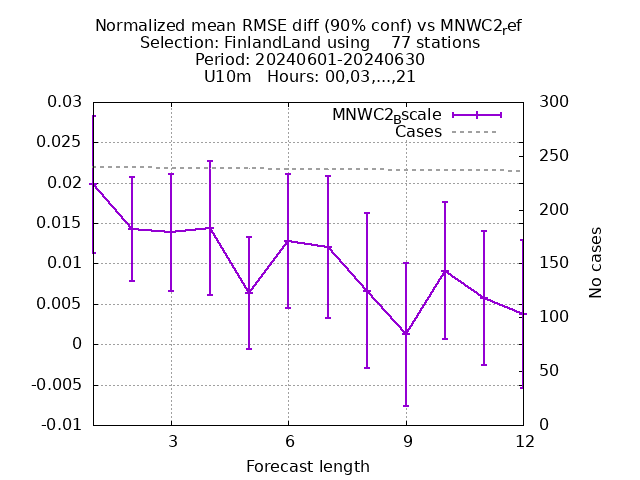 Normalized mean RMSE diff (90% conf) vs MNWC2ref
Selection: FinlandLand using 77 stations
Period: 20240601-20240630
U10m Hours: 00,03,...,21
0.03
0.025
0.02
0.015
0.01
0.005
0
-0.005
-0.01
MNWC2Bscale
Cases
300
250
200
150
100
50
0
No cases
3
6
9
12
Forecast length